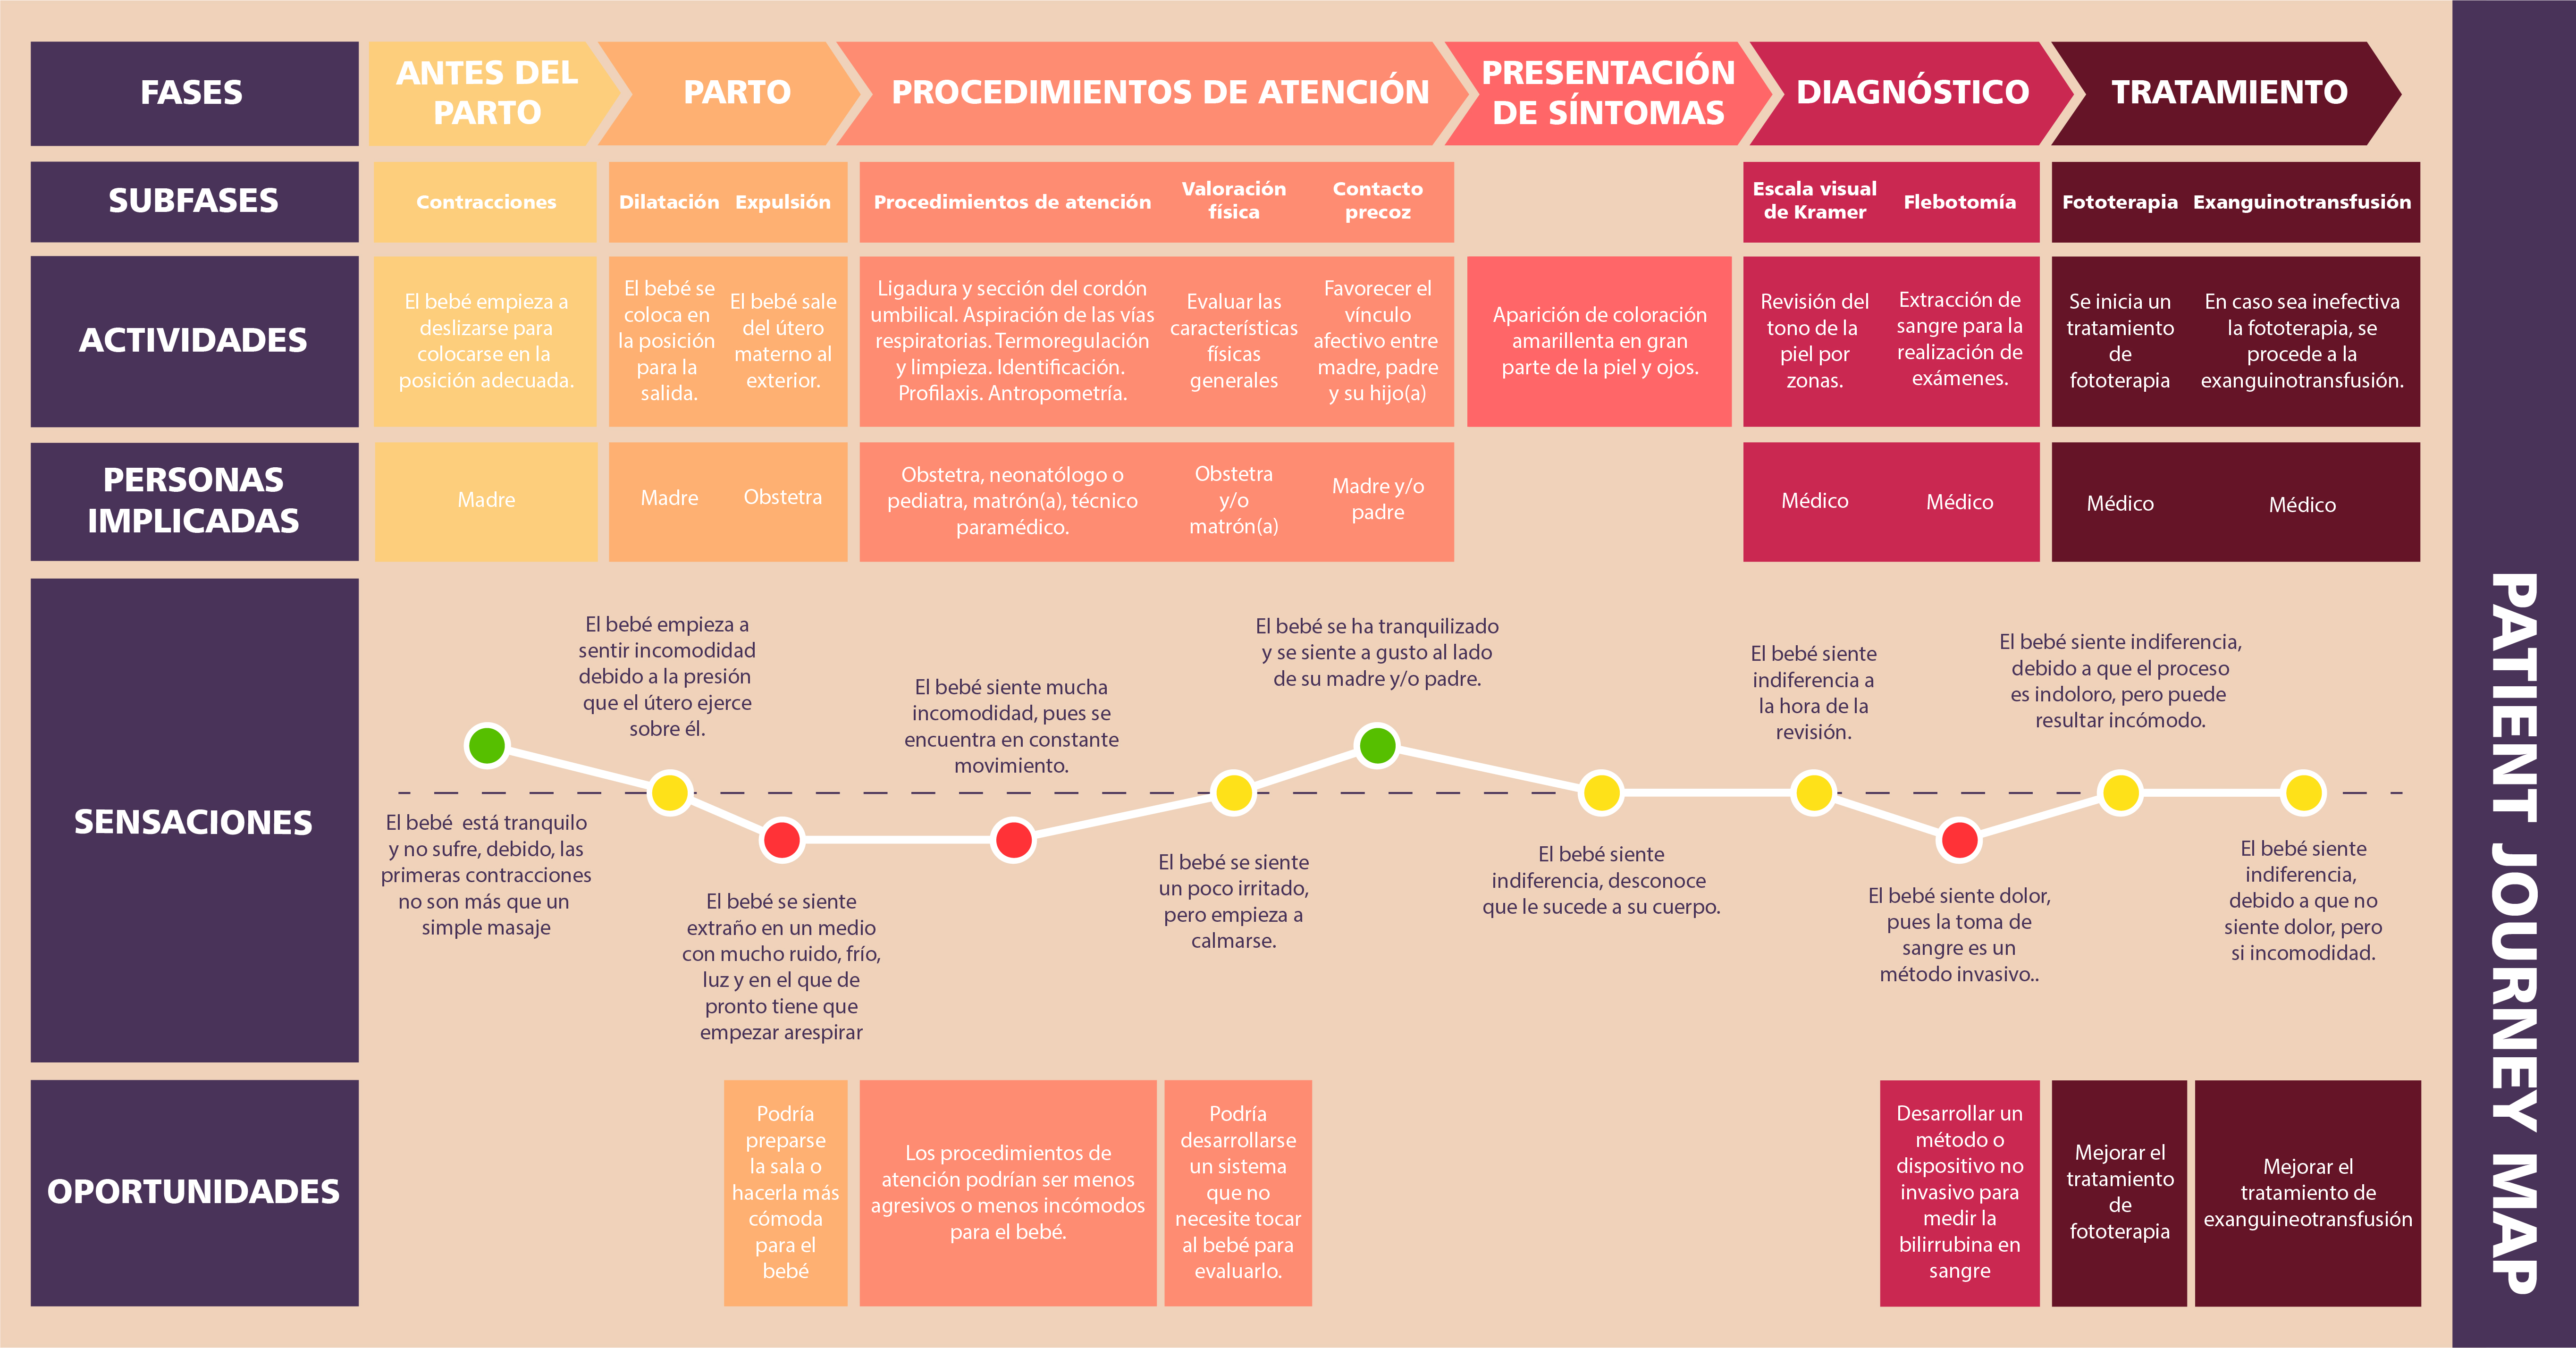 FASES
ANTES DEL
PARTO
PARTO
PROCEDIMIENTOS DE ATENCIÓN
PRESENTACIÓN
DE SÍNTOMAS
DIAGNÓSTICO
TRATAMIENTO
SUBFASES
Contracciones
Dilatación
Expulsión
Procedimientos de atención
Valoración
física
Contacto
precoz
Escala visual
de Kramer
Flebotomía
Fototerapia
Exanguinotransfusión
ACTIVIDADES
El bebé empieza a
deslizarse para
colocarse en la
posición adecuada.
El bebé se
coloca en
la posición
para la
salida.
El bebé sale
del útero
materno al
exterior.
Ligadura y sección del cordón
umbilical. Aspiración de las vías
respiratorias. Termoregulación
y limpieza. Identificación.
Profilaxis. Antropometría.
Evaluar las
características
físicas
generales
Favorecer el
vínculo
afectivo entre
madre, padre
y su hijo(a)
Aparición de coloración
amarillenta en gran
parte de la piel y ojos.
Revisión del
tono de la
piel por
zonas.
Extracción de
sangre para la
realización de
exámenes.
Se inicia un
tratamiento
de
fototerapia
En caso sea inefectiva
la fototerapia, se
procede a la
exanguinotransfusión.
PERSONAS
IMPLICADAS
Madre
Madre
Obstetra
Obstetra, neonatólogo o
pediatra, matrón(a), técnico
paramédico.
Obstetra
y/o
matrón(a)
Madre y/o
padre
Médico
Médico
Médico
Médico
SENSACIONES
El bebé está tranquilo
y no sufre, debido, las
primeras contracciones
no son más que un
simple masaje
El bebé empieza a
sentir incomodidad
debido a la presión
que el útero ejerce
sobre él.
El bebé se siente
extraño en un medio
con mucho ruido, frío,
luz y en el que de
pronto tiene que
empezar arespirar
El bebé siente mucha
incomodidad, pues se
encuentra en constante
movimiento.
El bebé se siente
un poco irritado,
pero empieza a
calmarse.
El bebé se ha tranquilizado
y se siente a gusto al lado
de su madre y/o padre.
El bebé siente
indiferencia, desconoce
que le sucede a su cuerpo.
El bebé siente
indiferencia a
la hora de la
revisión.
El bebé siente dolor,
pues la toma de
sangre es un
método invasivo..
El bebé siente indiferencia,
debido a que el proceso
es indoloro, pero puede
resultar incómodo.
El bebé siente
indiferencia,
debido a que no
siente dolor, pero
si incomodidad.
OPORTUNIDADES
Podría
preparse
la sala o
hacerla más
cómoda
para el
bebé
Los procedimientos de
atención podrían ser menos
agresivos o menos incómodos
para el bebé.
Podría
desarrollarse
un sistema
que no
necesite tocar
al bebé para
evaluarlo.
Desarrollar un
método o
dispositivo no
invasivo para
medir la
bilirrubina en
sangre
Mejorar el
tratamiento
de
fototerapia
Mejorar el
tratamiento de
exanguineotransfusión
PATIENT JOURNEY MAP